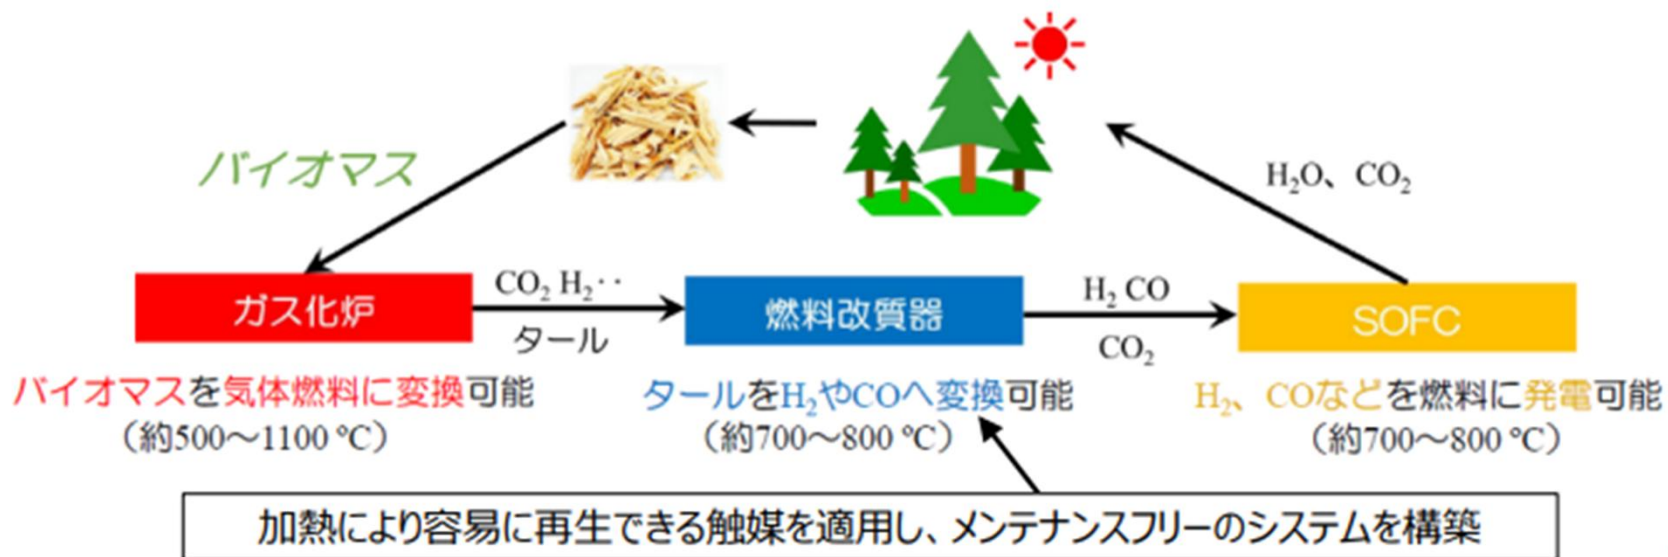 バイオマス
H₂O、CO₂
ガス化炉
CO₂ H₂‥
タール
燃料改質器
H₂ CO
CO₂
SOFC
バイオマスを気体燃料に変換可能
（約500～1100 ℃）
タールをH₂やCOへ変換可能
（約700～800 ℃）
H₂、COなどを燃料に発電可能
（約700～800 ℃）
加熱により容易に再生できる触媒を適用し、メンテナンスフリーのシステムを構築